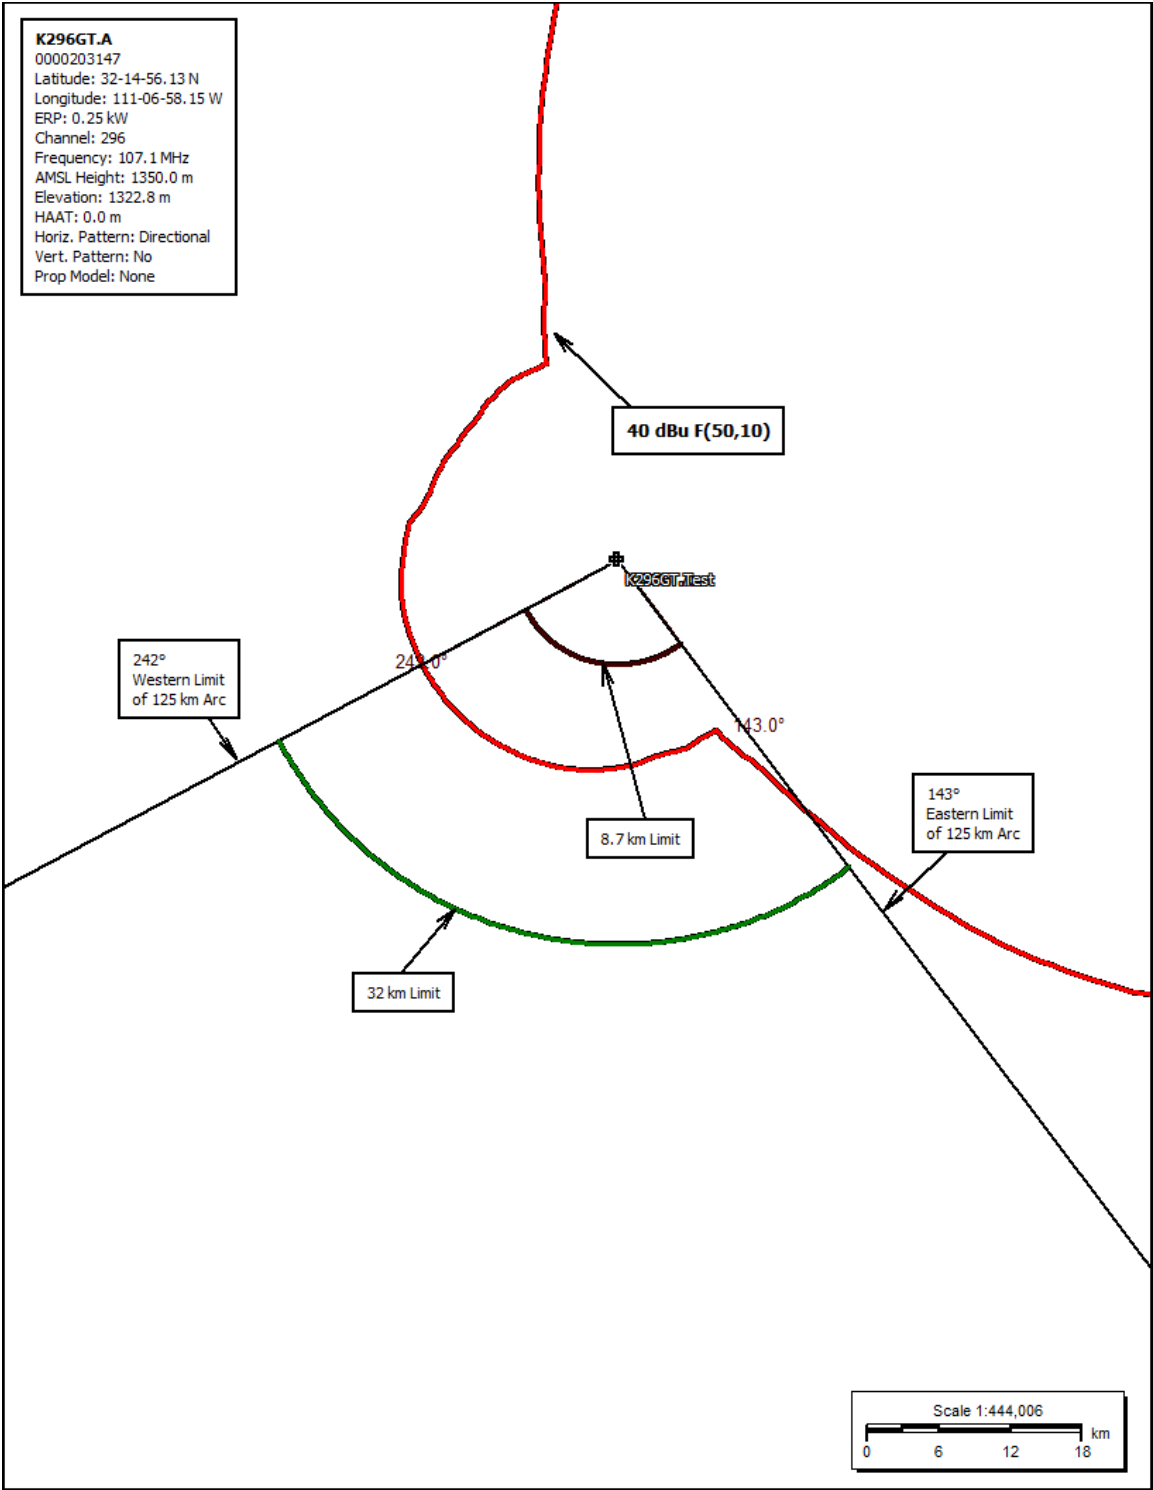 K296GT.A
0000203147
Latitude: 32-14-56.13 N
Longitude: 111-06-58.15 W
ERP: 0.25 kW
Channel: 296
Frequency: 107.1 MHz
AMSL Height: 1350.0 m
Elevation: 1322.8 m
HAAT: 0.0 m
Horiz. Pattern: Directional
Vert. Pattern: No
Prop Model: None
40 dBu F(50,10)
K296GT.Test
242°
Western Limit
of 125 km Arc
143.0°
143°
Eastern Limit
of 125 km Arc
8.7 km Limit
32 km Limit
Scale 1:444,006
km
0 6 12 18